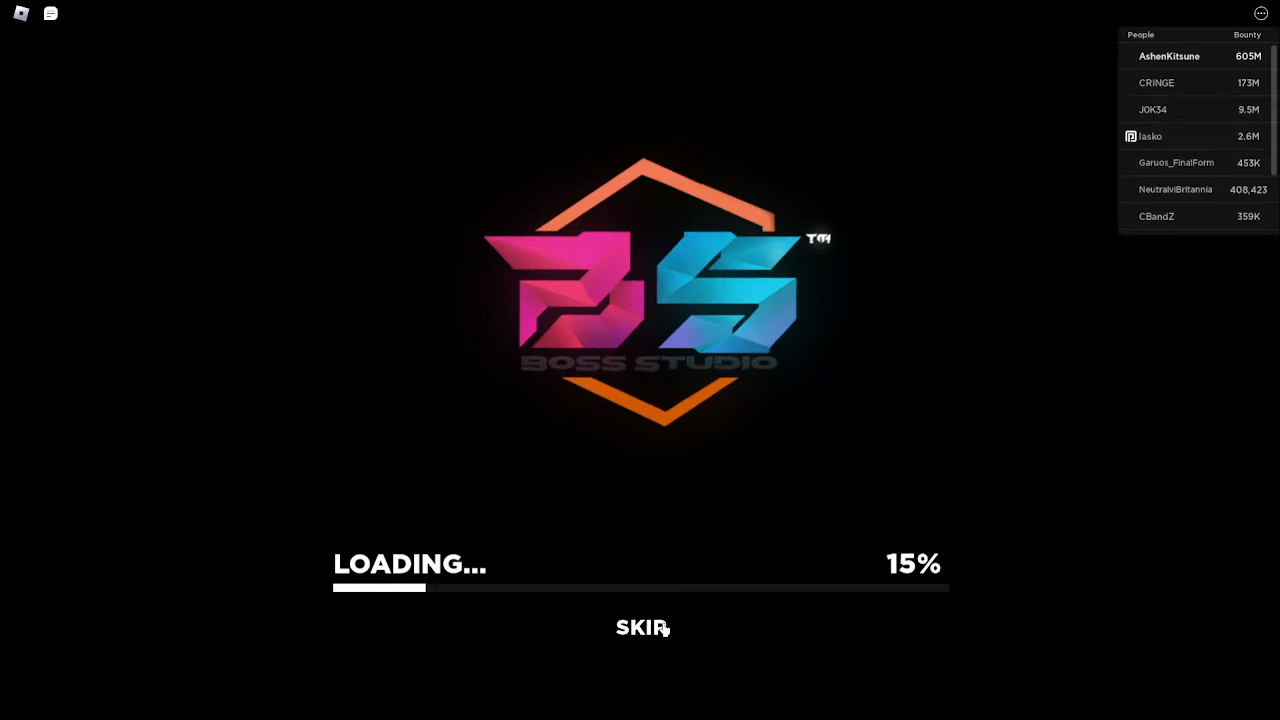 People Bounty
AshenKitsune 605M
CRINGE 173M
J0K34 9.5M
lasko 2.6M
Garuos_FinalForm 453K
NeutralviBritannia 408,423
CBandZ 359K
BS
TM
BOSS STUDIO
LOADING... 15%
SKIP